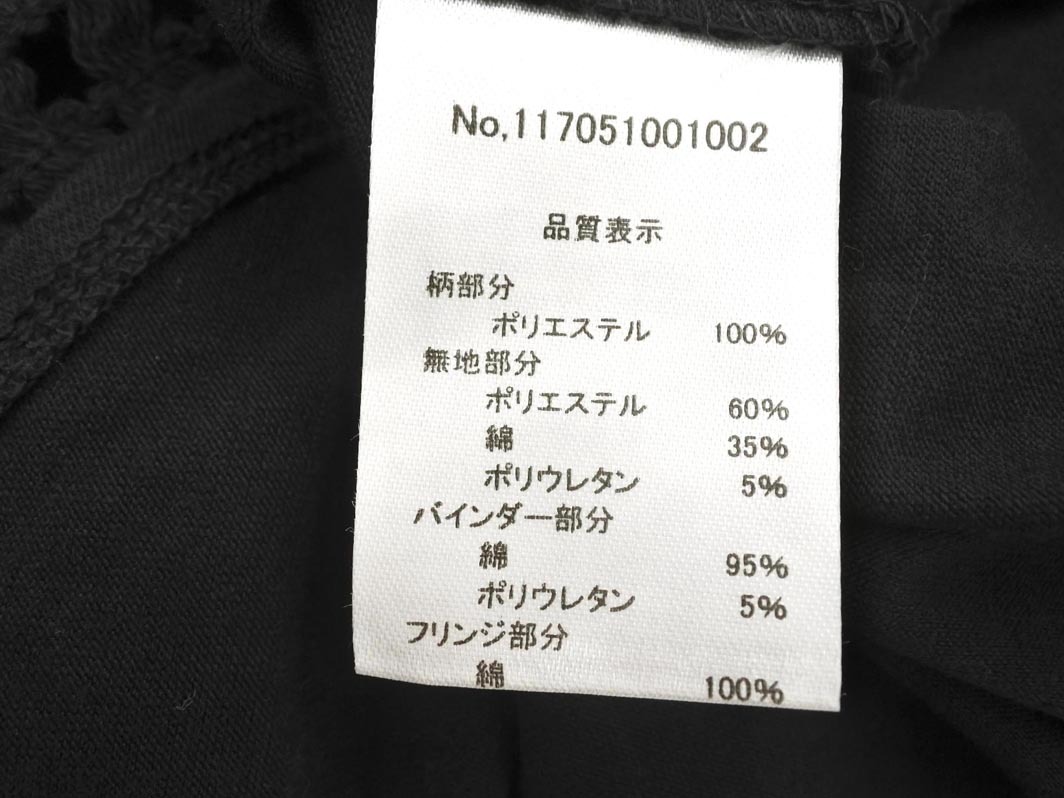 No,117051001002
品質表示
柄部分
ポリエステル 100%
無地部分
ポリエステル 60%
綿 35%
ポリウレタン 5%
バインダー部分
綿 95%
ポリウレタン 5%
フリンジ部分
綿 100%